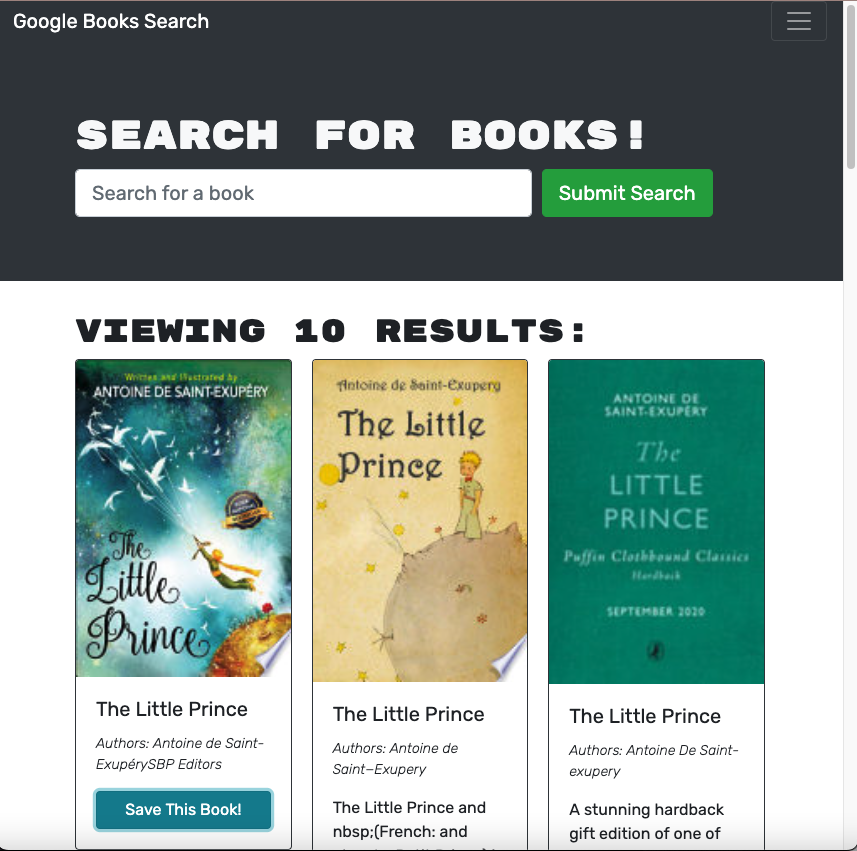 Google Books Search
SEARCH FOR BOOKS!
Search for a book
Submit Search
VIEWING 10 RESULTS:
Written and Illustrated by
ANTOINE DE SAINT-EXUPÉRY
The
Little
Prince
The Little Prince
Authors: Antoine de Saint-
ExupérySBP Editors
Save This Book!
Antoine de Saint-Exupery
The Little
Prince
The Little Prince
Authors: Antoine de
Saint–Exupery
The Little Prince and
nbsp;(French: and
ANTOINE DE
SAINT-EXUPÉRY
The
LITTLE
PRINCE
Puffin Clothbound Classics
Hardback
SEPTEMBER 2020
The Little Prince
Authors: Antoine De Saint-
exupery
A stunning hardback
gift edition of one of